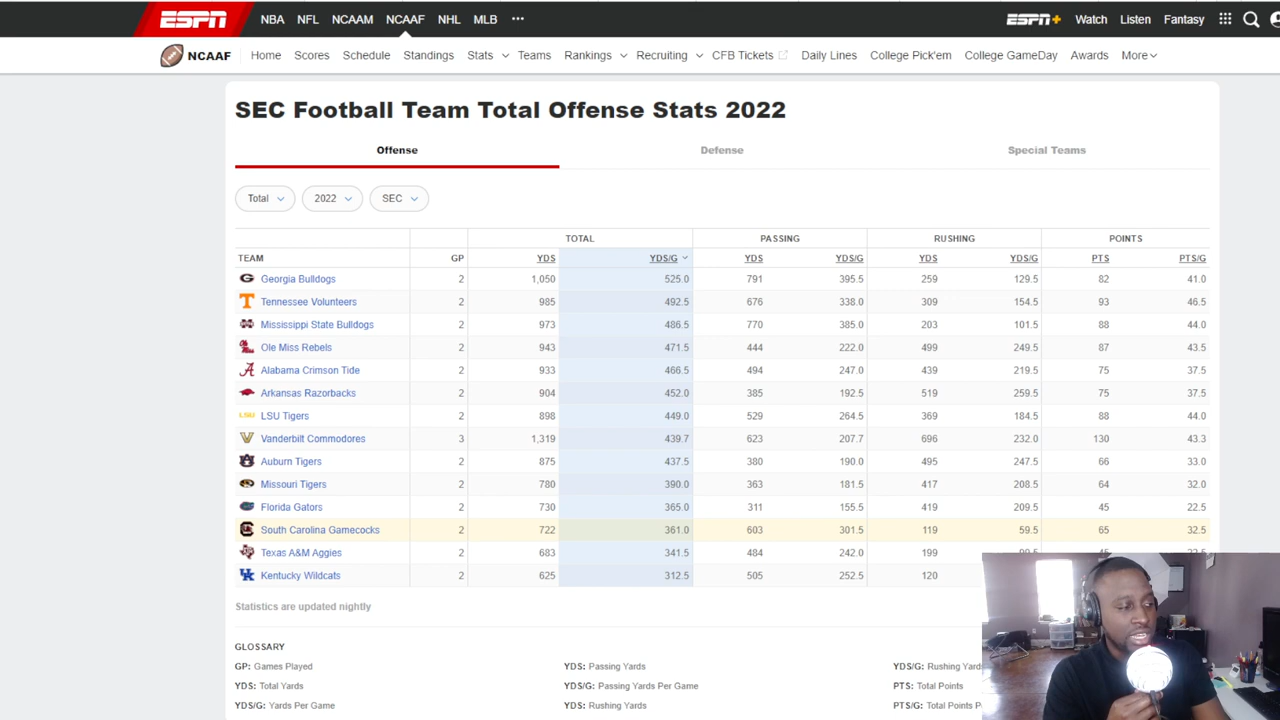 ESPN NBA NFL NCAAM NCAAF NHL MLB ••• ESPN+ Watch Listen Fantasy
NCAAF Home Scores Schedule Standings Stats Teams Rankings Recruiting CFB Tickets Daily Lines College Pick'em College GameDay Awards More
SEC Football Team Total Offense Stats 2022
Offense Defense Special Teams
Total 2022 SEC
TOTAL PASSING RUSHING POINTS
TEAM GP YDS YDS/G YDS YDS/G YDS YDS/G PTS PTS/G
Georgia Bulldogs 2 1,050 525.0 791 395.5 259 129.5 82 41.0
Tennessee Volunteers 2 985 492.5 676 338.0 309 154.5 93 46.5
Mississippi State Bulldogs 2 973 486.5 770 385.0 203 101.5 88 44.0
Ole Miss Rebels 2 943 471.5 444 222.0 499 249.5 87 43.5
Alabama Crimson Tide 2 933 466.5 494 247.0 439 219.5 75 37.5
Arkansas Razorbacks 2 904 452.0 385 192.5 519 259.5 75 37.5
LSU LSU Tigers 2 898 449.0 529 264.5 369 184.5 88 44.0
Vanderbilt Commodores 3 1,319 439.7 623 207.7 696 232.0 130 43.3
Auburn Tigers 2 875 437.5 380 190.0 495 247.5 66 33.0
Missouri Tigers 2 780 390.0 363 181.5 417 208.5 64 32.0
Florida Gators 2 730 365.0 311 155.5 419 209.5 45 22.5
South Carolina Gamecocks 2 722 361.0 603 301.5 119 59.5 65 32.5
Texas A&M Aggies 2 683 341.5 484 242.0 199
Kentucky Wildcats 2 625 312.5 505 252.5 120
Statistics are updated nightly
GLOSSARY
GP: Games Played YDS: Passing Yards YDS/G: Rushing Yards
YDS: Total Yards YDS/G: Passing Yards Per Game PTS: Total Points
YDS/G: Yards Per Game YDS: Rushing Yards PTS/G: Total Points